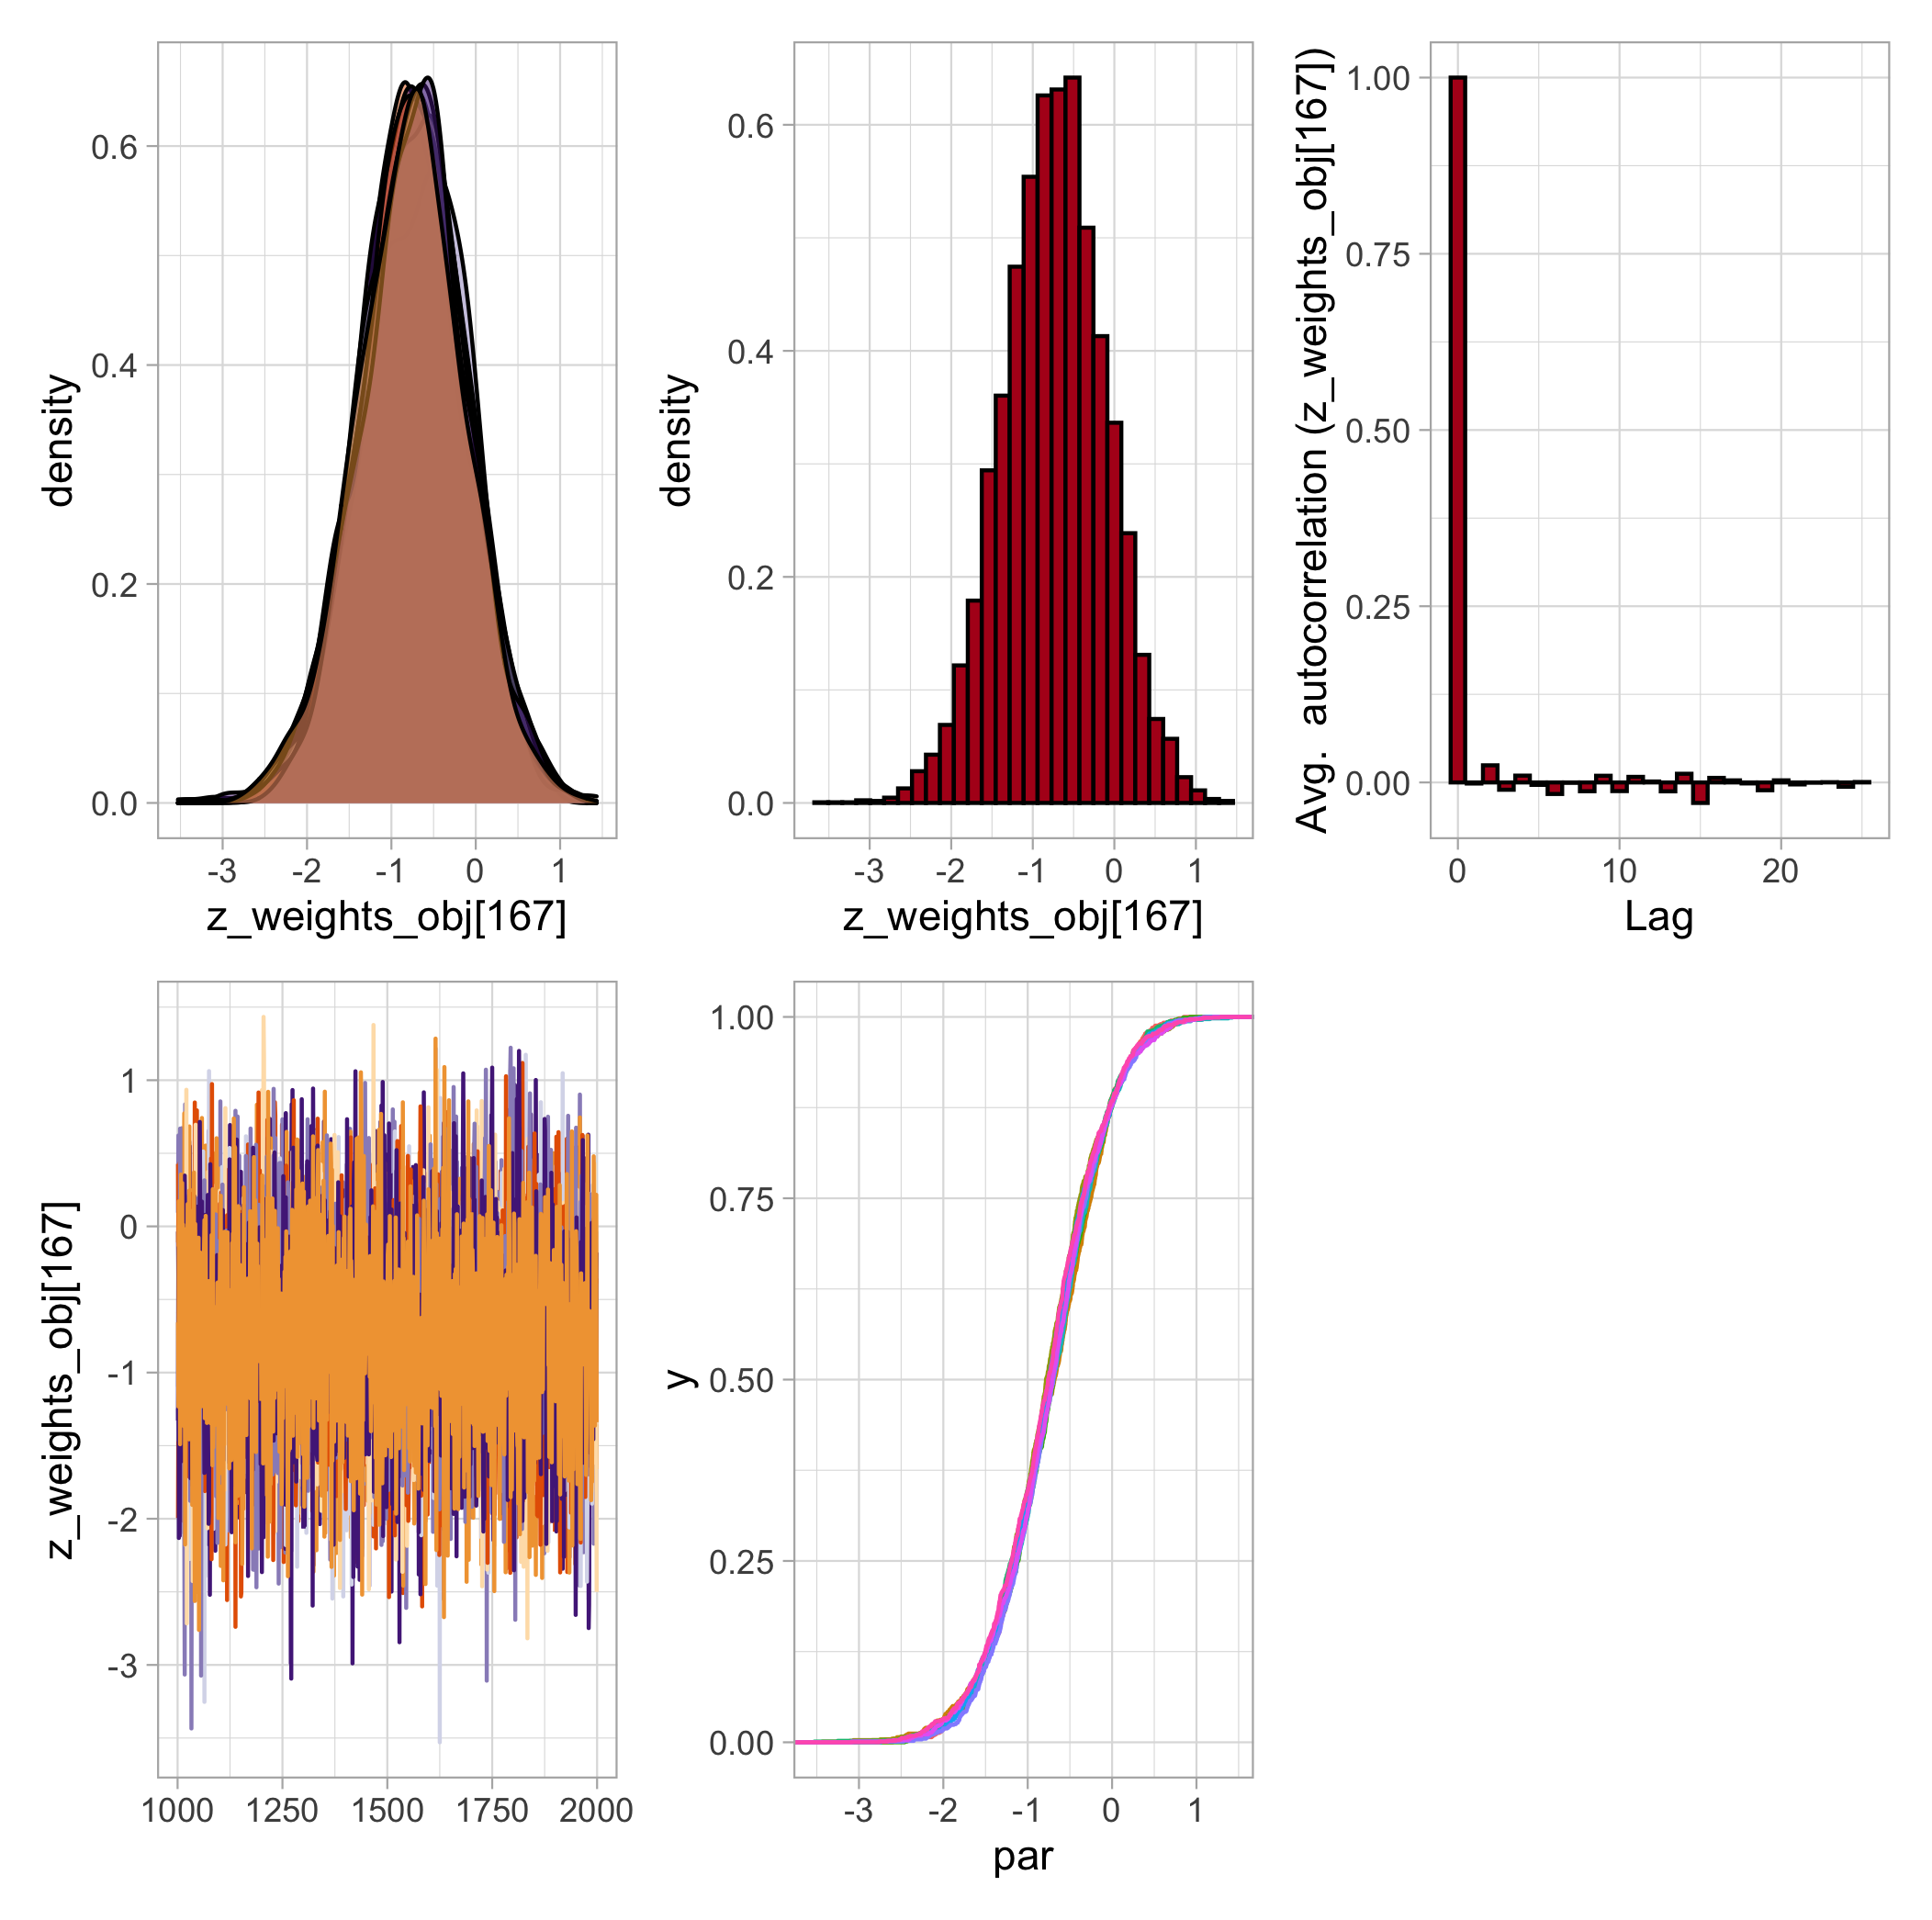 density
0.6
0.4
0.2
0.0
-3 -2 -1 0 1
z_weights_obj[167]
density
0.6
0.4
0.2
0.0
-3 -2 -1 0 1
z_weights_obj[167]
Avg. autocorrelation (z_weights_obj[167])
1.00
0.75
0.50
0.25
0.00
0 10 20
Lag
z_weights_obj[167]
1
0
-1
-2
-3
1000 1250 1500 1750 2000
y
1.00
0.75
0.50
0.25
0.00
-3 -2 -1 0 1
par